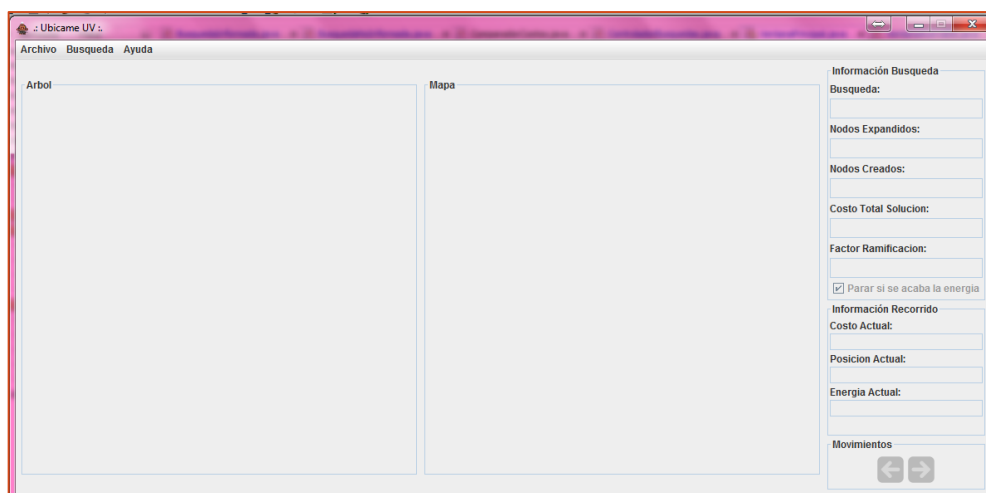 .: Ubicame UV :.
Archivo Busqueda Ayuda
Arbol
Mapa
Información Busqueda
Busqueda:
Nodos Expandidos:
Nodos Creados:
Costo Total Solucion:
Factor Ramificacion:
Parar si se acaba la energia
Información Recorrido
Costo Actual:
Posicion Actual:
Energia Actual:
Movimientos